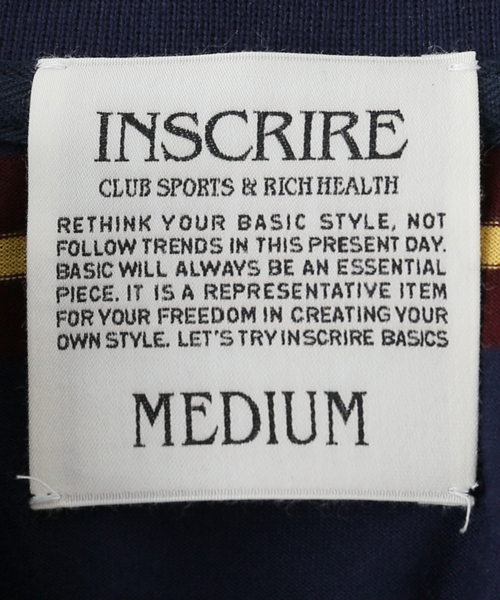 INSCRIRE
CLUB SPORTS & RICH HEALTH
RETHINK YOUR BASIC STYLE, NOT
FOLLOW TRENDS IN THIS PRESENT DAY.
BASIC WILL ALWAYS BE AN ESSENTIAL
PIECE. IT IS A REPRESENTATIVE ITEM
FOR YOUR FREEDOM IN CREATING YOUR
OWN STYLE. LET'S TRY INSCRIRE BASICS
MEDIUM